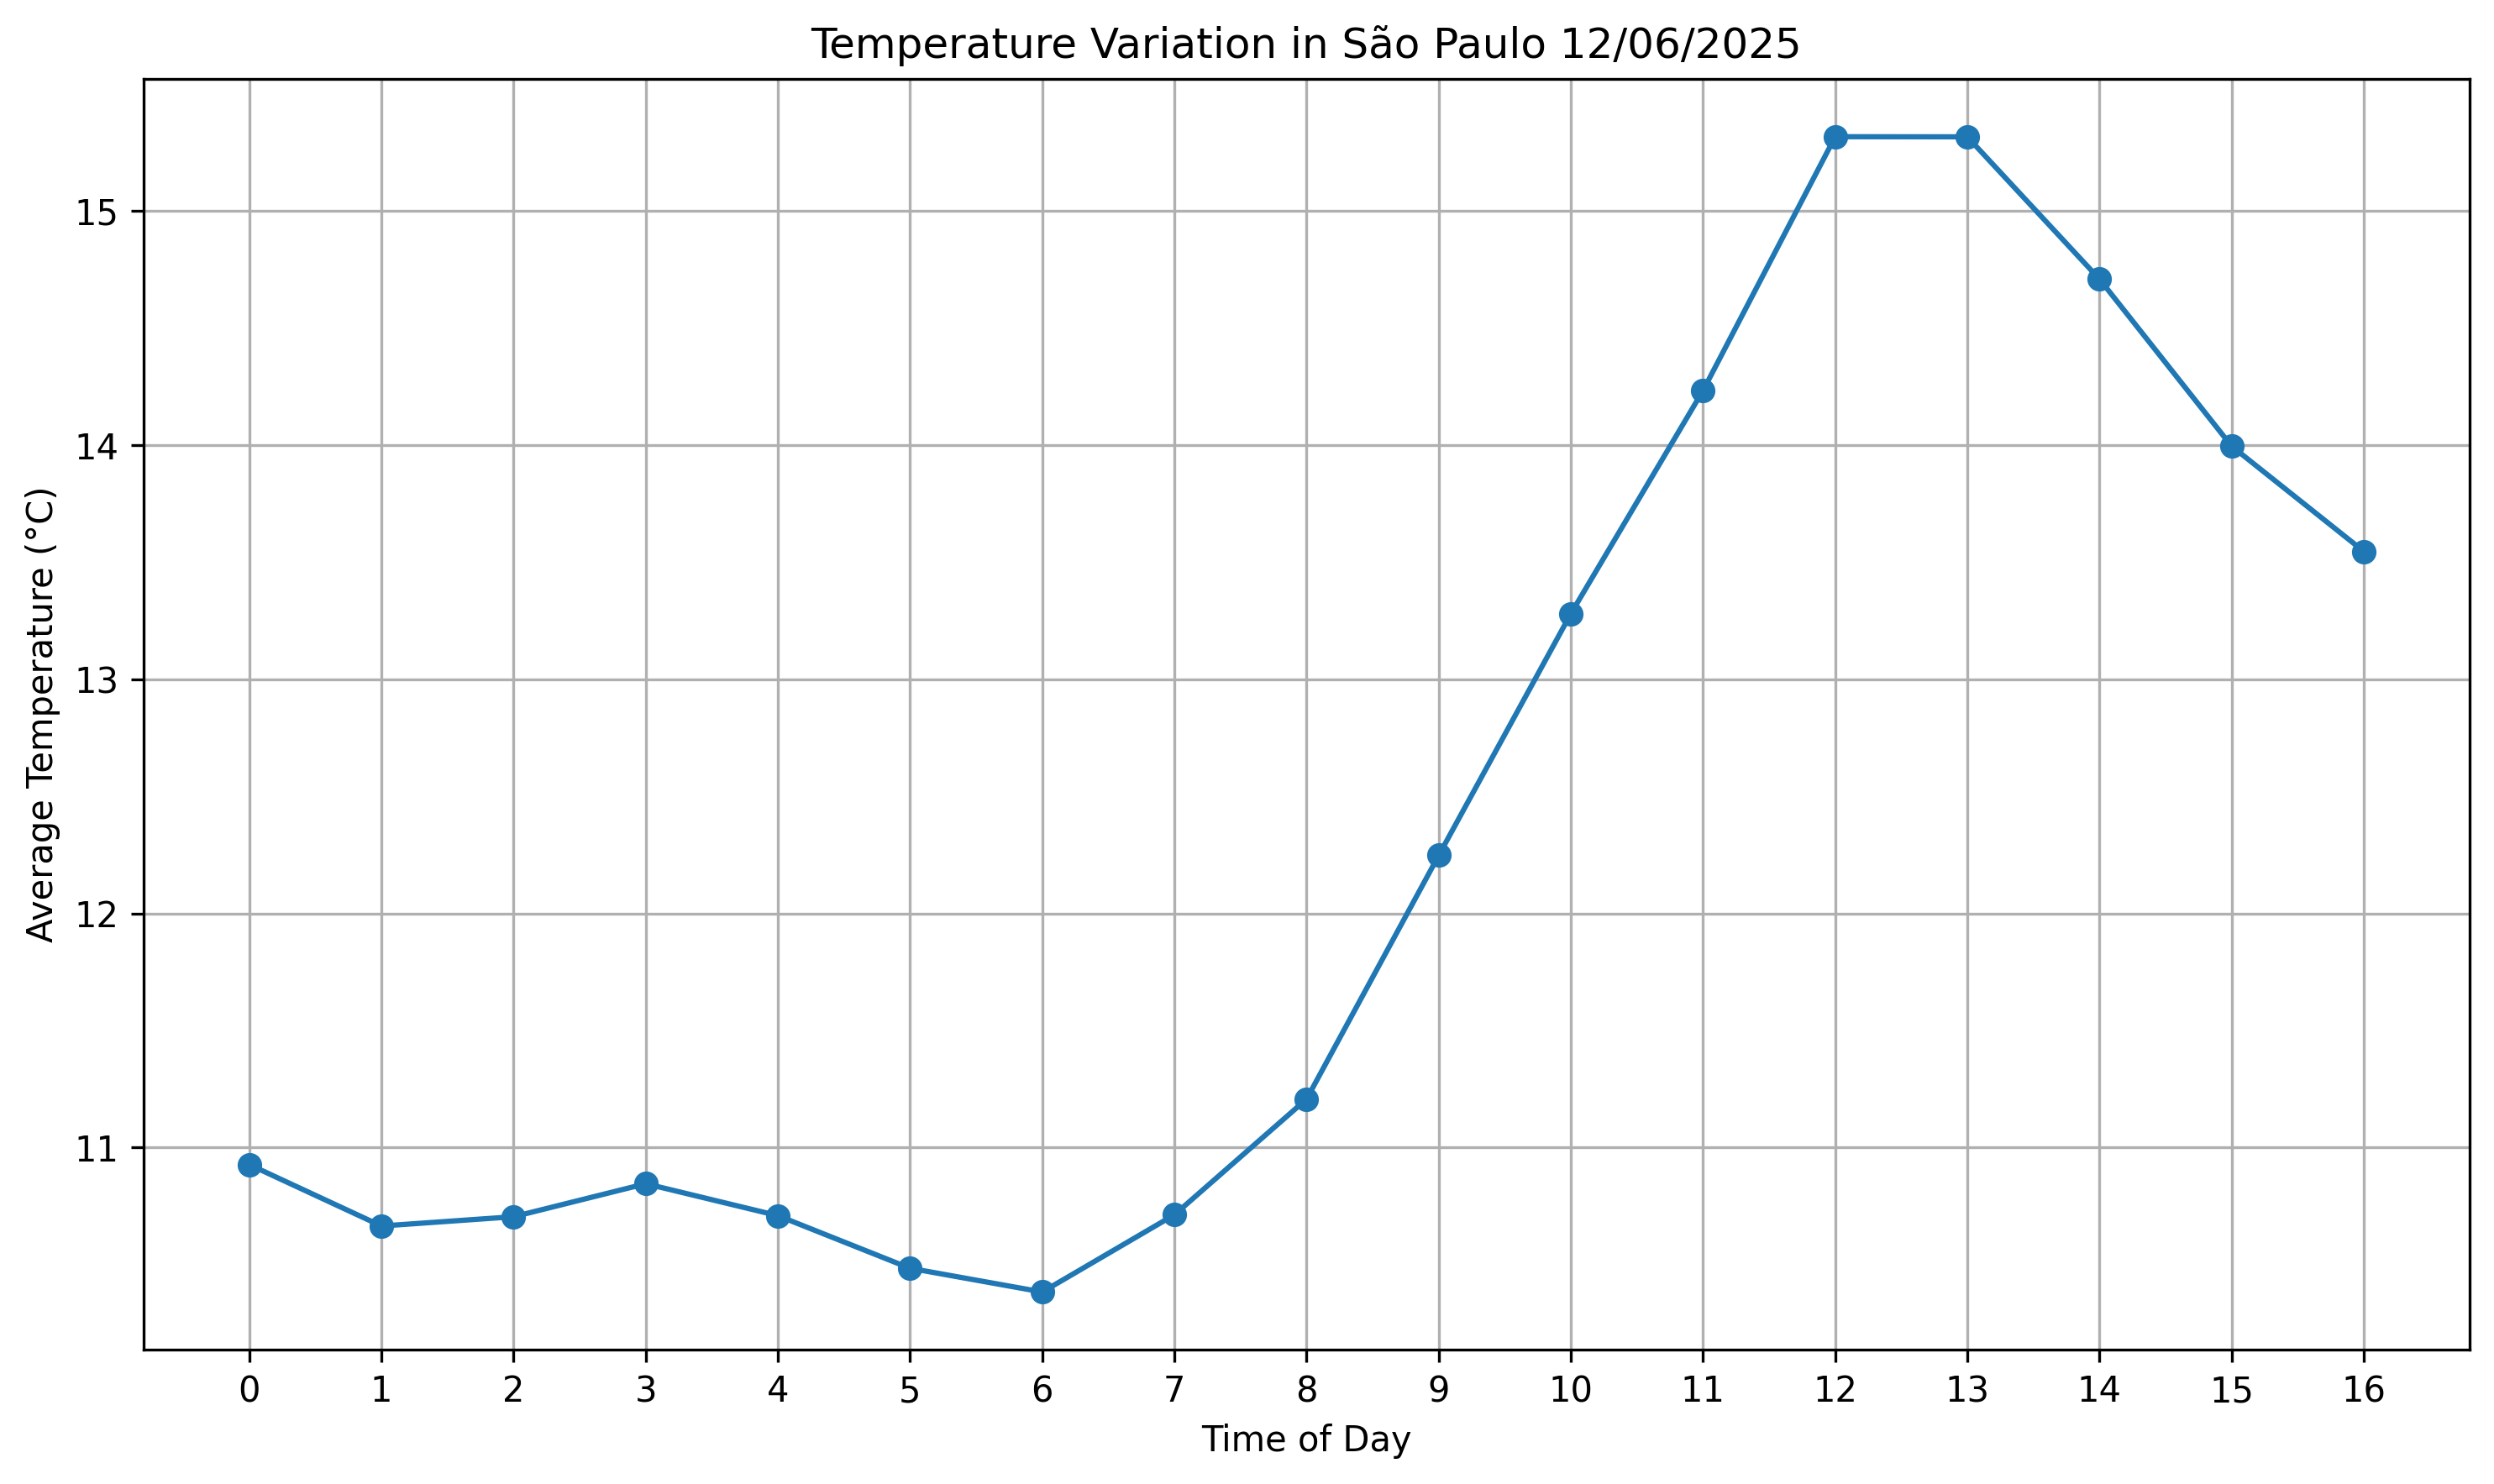 Temperature Variation in São Paulo 12/06/2025
15
14
13
12
11
Average Temperature (°C)
0 1 2 3 4 5 6 7 8 9 10 11 12 13 14 15 16
Time of Day